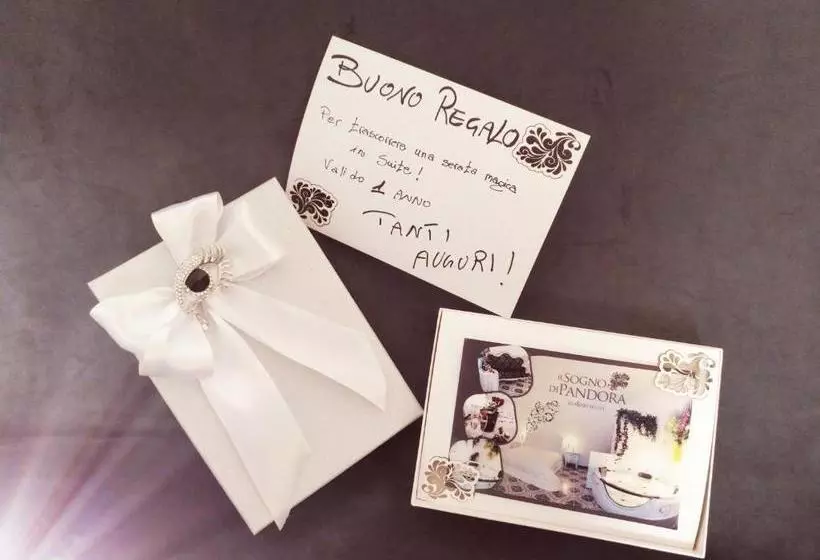 BUONO REGALO
Per trascorrere una serata magica
in Suite!
Valido 1 ANNO
TANTI
AUGURI!
IL SOGNO
DI PANDORA